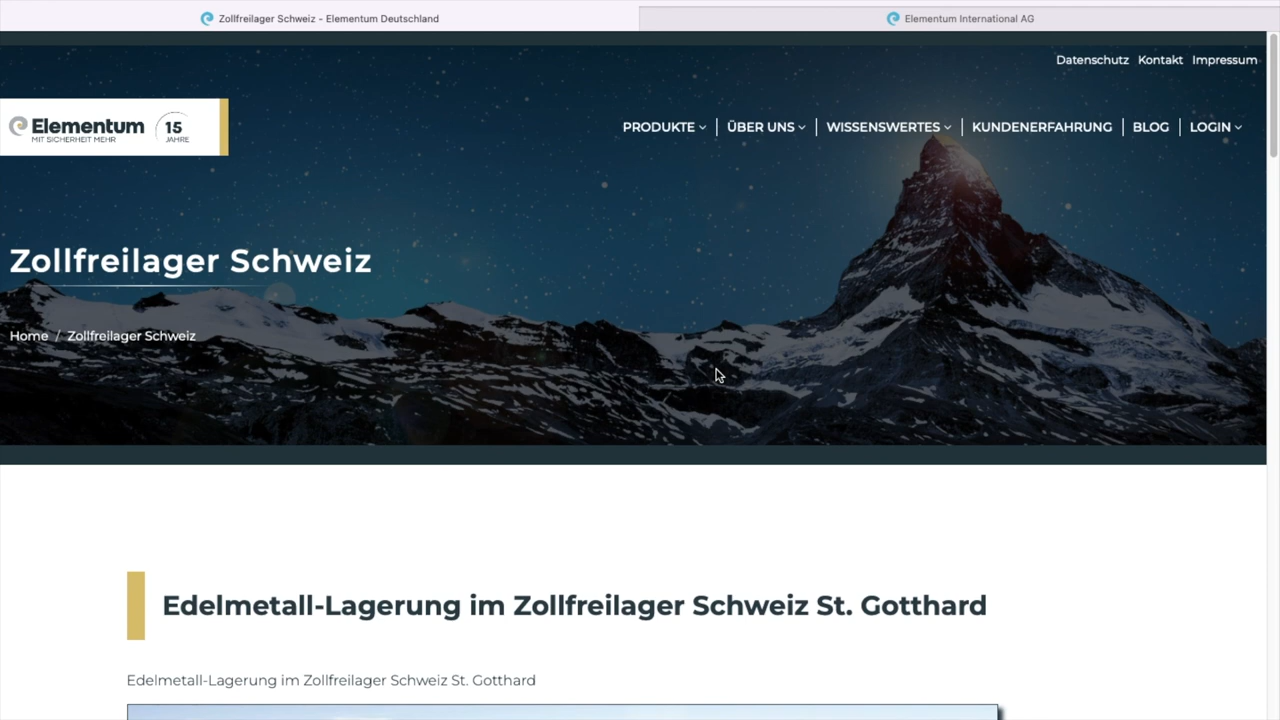 Zollfreilager Schweiz - Elementum Deutschland
Elementum International AG
Datenschutz Kontakt Impressum
Elementum
MIT SICHERHEIT MEHR
15
JAHRE
PRODUKTE ÜBER UNS WISSENSWERTES KUNDENERFAHRUNG BLOG LOGIN
Zollfreilager Schweiz
Home / Zollfreilager Schweiz
Edelmetall-Lagerung im Zollfreilager Schweiz St. Gotthard
Edelmetall-Lagerung im Zollfreilager Schweiz St. Gotthard